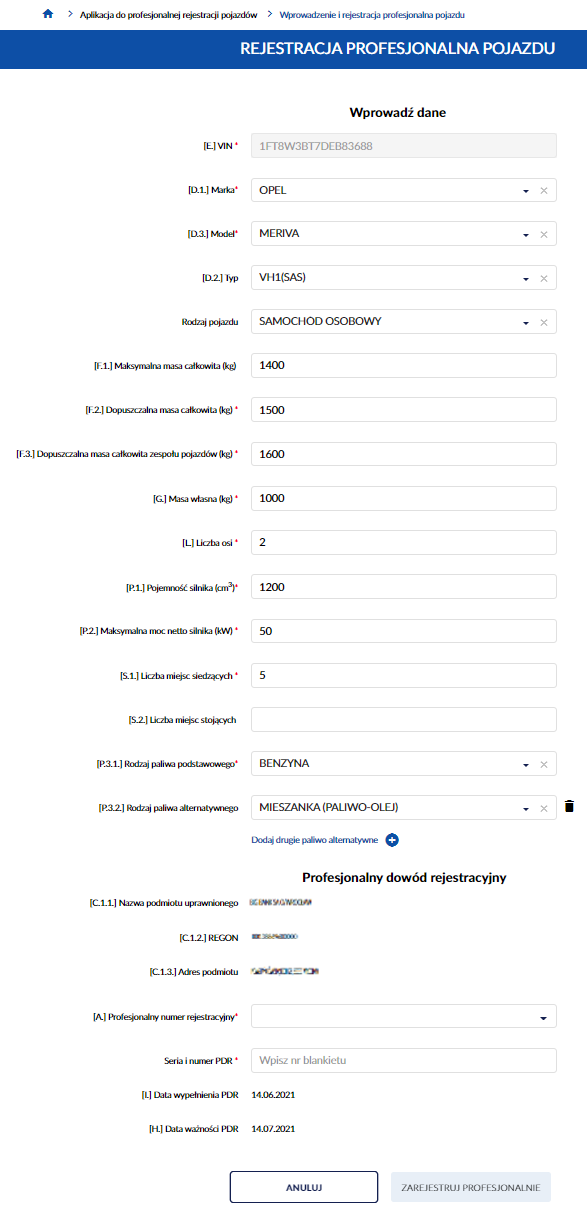 Aplikacja do profesjonalnej rejestracji pojazdów > Wprowadzenie i rejestracja profesjonalna pojazdu
REJESTRACJA PROFESJONALNA POJAZDU
Wprowadź dane
[E.] VIN * 1FT8W3BT7DEB83688
[D.1.] Marka* OPEL
[D.3.] Model* MERIVA
[D.2.] Typ VH1(SAS)
Rodzaj pojazdu SAMOCHÓD OSOBOWY
[F.1.] Maksymalna masa całkowita (kg) 1400
[F.2.] Dopuszczalna masa całkowita (kg) * 1500
[F.3.] Dopuszczalna masa całkowita zespołu pojazdów (kg) * 1600
[G.] Masa własna (kg) * 1000
[L.] Liczba osi * 2
[P.1.] Pojemność silnika (cm³)* 1200
[P.2.] Maksymalna moc netto silnika (kW) * 50
[S.1.] Liczba miejsc siedzących * 5
[S.2.] Liczba miejsc stojących
[P.3.1.] Rodzaj paliwa podstawowego* BENZYNA
[P.3.2.] Rodzaj paliwa alternatywnego MIESZANKA (PALIWO-OLEJ)
Dodaj drugie paliwo alternatywne
Profesjonalny dowód rejestracyjny
[C.1.1.] Nazwa podmiotu uprawnionego
[C.1.2.] REGON
[C.1.3.] Adres podmiotu
[A.] Profesjonalny numer rejestracyjny*
Seria i numer PDR * Wpisz nr blankietu
[I.] Data wypełnienia PDR 14.06.2021
[H.] Data ważności PDR 14.07.2021
ANULUJ ZAREJESTRUJ PROFESJONALNIE